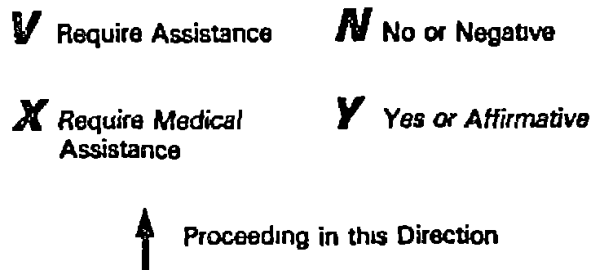 V Require Assistance N No or Negative
X Require Medical Assistance Y Yes or Affirmative
Proceeding in this Direction